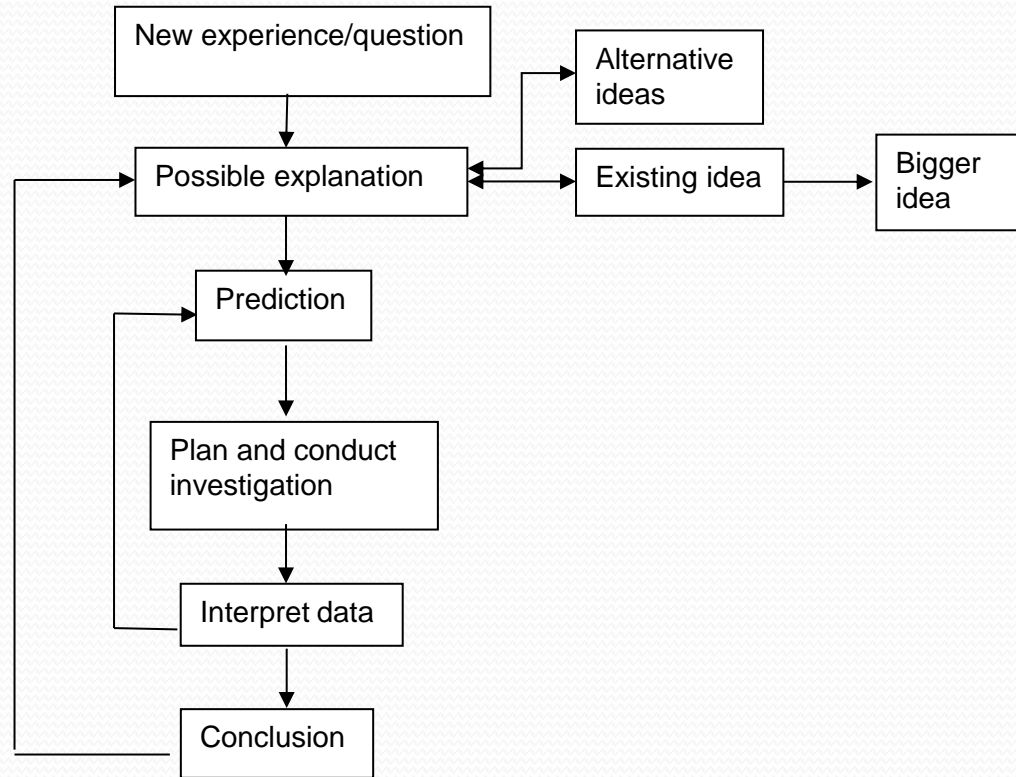 New experience/question
Alternative
ideas
Possible explanation
Existing idea
Bigger
idea
Prediction
Plan and conduct
investigation
Interpret data
Conclusion